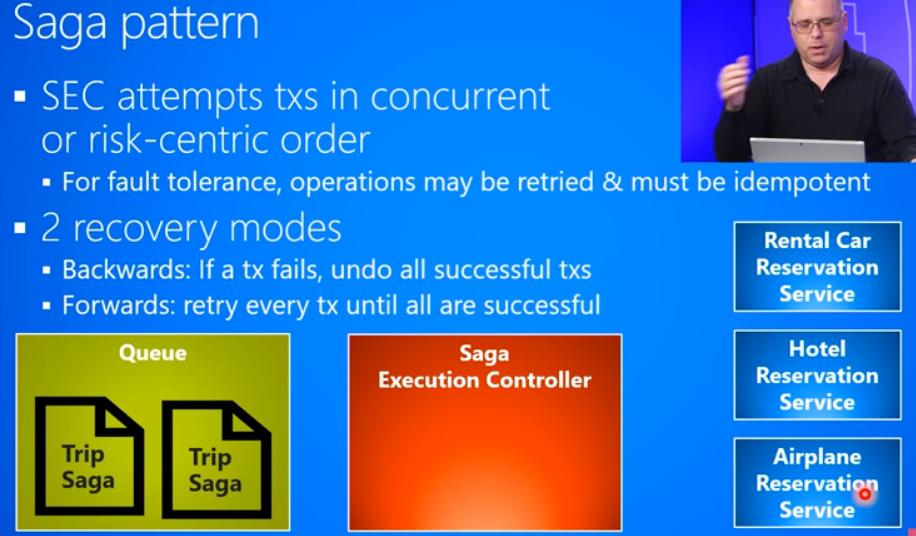 Saga pattern
▪ SEC attempts txs in concurrent
or risk-centric order
▪ For fault tolerance, operations may be retried & must be idempotent
▪ 2 recovery modes
▪ Backwards: If a tx fails, undo all successful txs
▪ Forwards: retry every tx until all are successful
Queue
Trip
Saga
Trip
Saga
Saga
Execution Controller
Rental Car
Reservation
Service
Hotel
Reservation
Service
Airplane
Reservation
Service